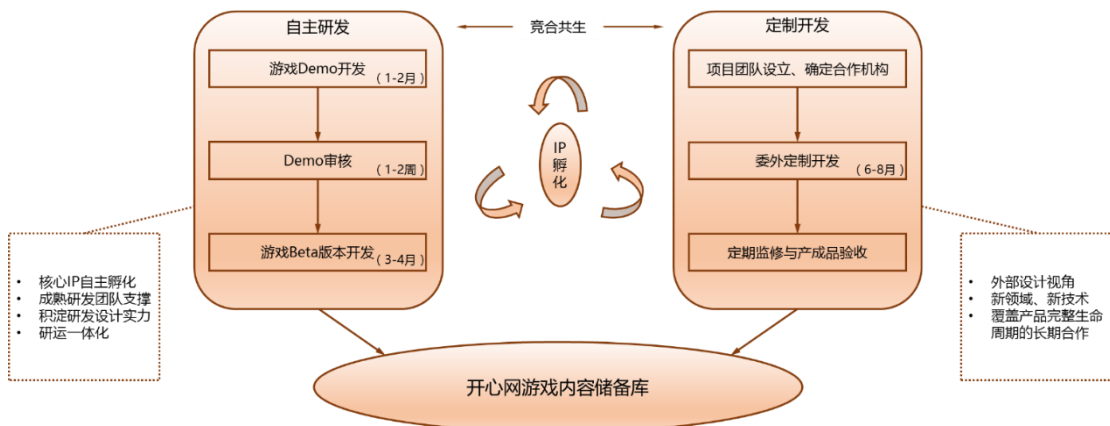 自主研发
游戏Demo开发
（1-2月）
Demo审核
（1-2周）
游戏Beta版本开发
（3-4月）
竞合共生
IP
孵
化
定制开发
项目团队设立、确定合作机构
委外定制开发
（6-8月）
定期监修与产成品验收
• 核心IP自主孵化
• 成熟研发团队支撑
• 积淀研发设计实力
• 研运一体化
• 外部设计视角
• 新领域、新技术
• 覆盖产品完整生命
周期的长期合作
开心网游戏内容储备库